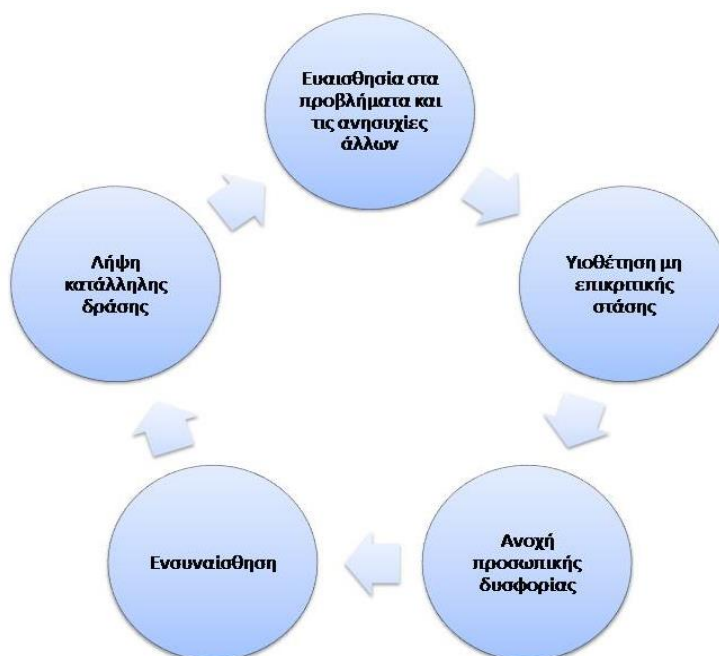 Ευαισθησία στα
προβλήματα και
τις ανησυχίες
άλλων
Υιοθέτηση μη
επικριτικής
στάσης
Ανοχή
προσωπικής
δυσφορίας
Ενσυναίσθηση
Λήψη
κατάλληλης
δράσης